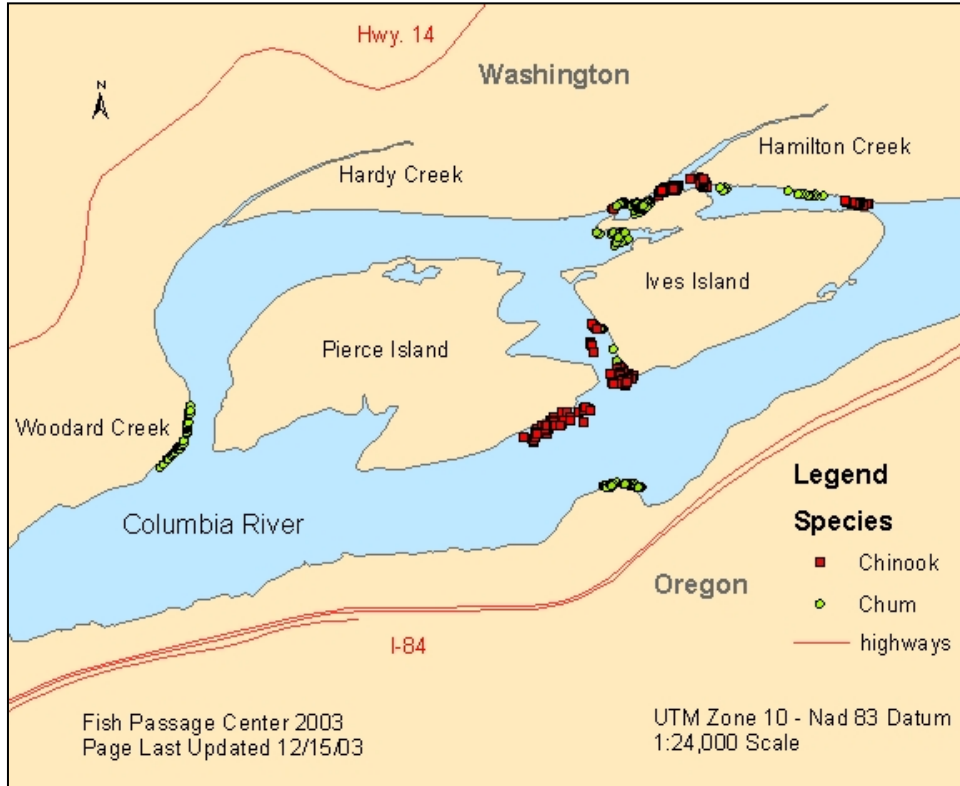 Hwy. 14
Washington
N
Hamilton Creek
Hardy Creek
Ives Island
Pierce Island
Woodard Creek
Columbia River
Legend
Species
Chinook
Chum
highways
Oregon
I-84
Fish Passage Center 2003
Page Last Updated 12/15/03
UTM Zone 10 - Nad 83 Datum
1:24,000 Scale